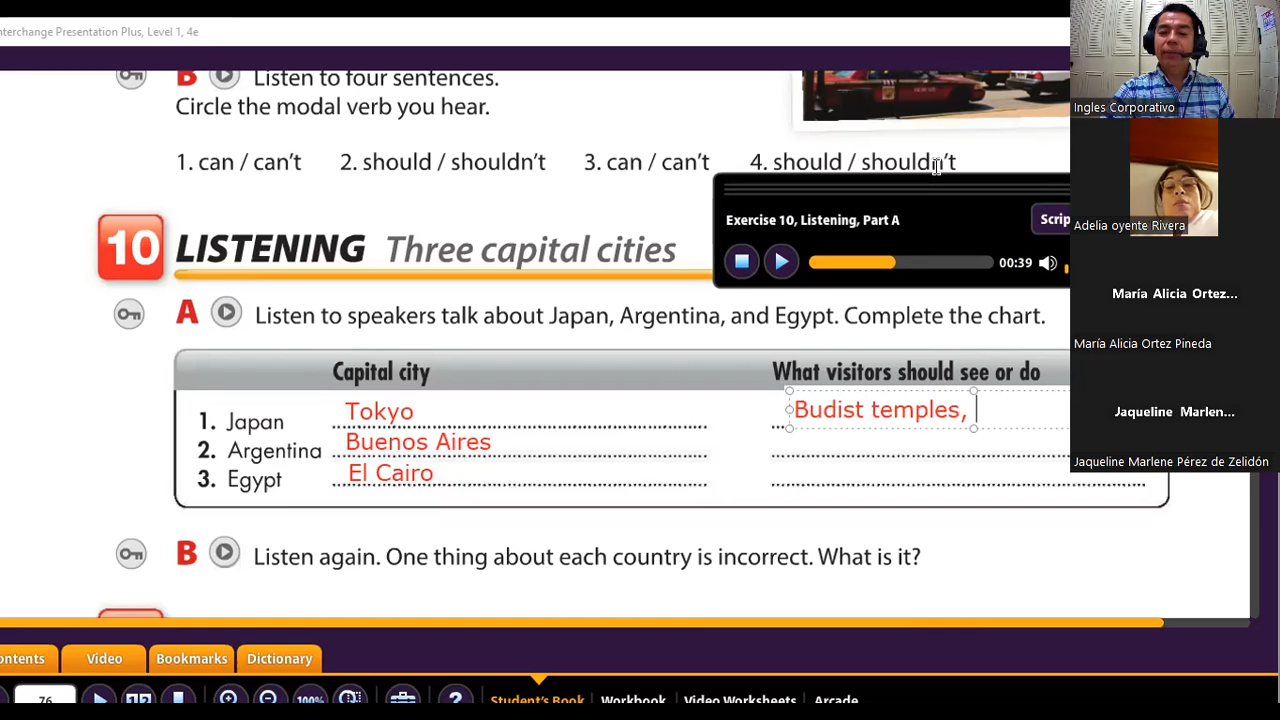 nterchange Presentation Plus, Level 1, 4e
B Listen to four sentences.
Circle the modal verb you hear.
1. can / can't 2. should / shouldn't 3. can / can't 4. should / shouldn't
10 LISTENING Three capital cities
Exercise 10, Listening, Part A
Scrip
00:39
A Listen to speakers talk about Japan, Argentina, and Egypt. Complete the chart.
Capital city What visitors should see or do
1. Japan Tokyo Budist temples,
2. Argentina Buenos Aires
3. Egypt El Cairo
B Listen again. One thing about each country is incorrect. What is it?
ontents Video Bookmarks Dictionary
76 100% ? Student's Book Workbook Video Worksheets Arcade
Ingles Corporativo
Adelia oyente Rivera
María Alicia Ortez...
María Alicia Ortez Pineda
Jaqueline Marlen...
Jaqueline Marlene Pérez de Zelidón